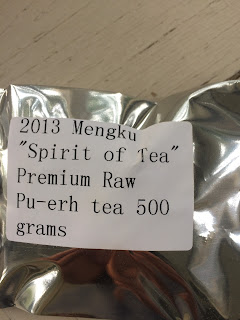 2013 Mengku
"Spirit of Tea"
Premium Raw
Pu-erh tea 500
grams